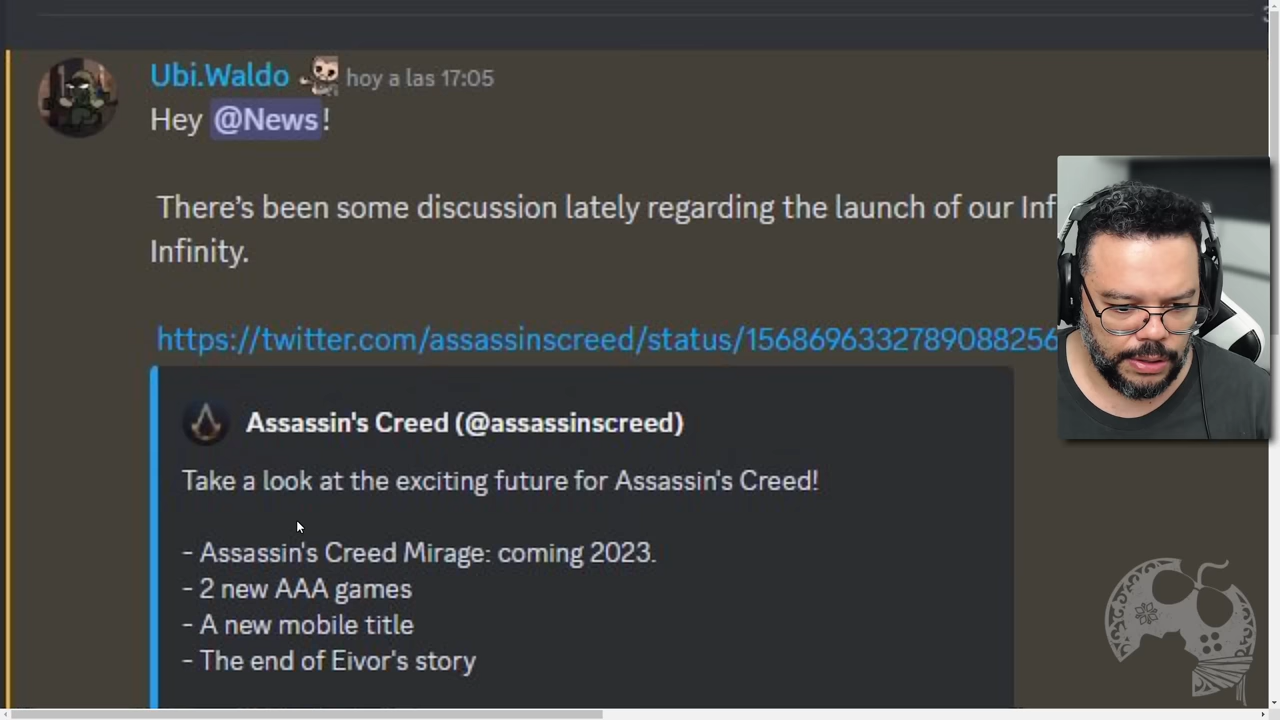 Ubi.Waldo hoy a las 17:05
Hey @News!
There's been some discussion lately regarding the launch of our Inf
Infinity.
https://twitter.com/assassinscreed/status/1568696332789088256
Assassin's Creed (@assassinscreed)
Take a look at the exciting future for Assassin's Creed!
- Assassin's Creed Mirage: coming 2023.
- 2 new AAA games
- A new mobile title
- The end of Eivor's story